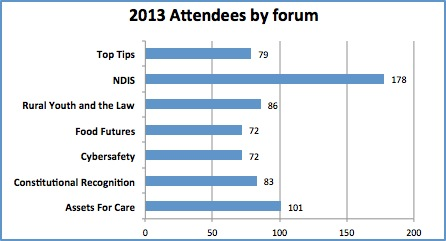 2013 Attendees by forum
Top Tips 79
NDIS 178
Rural Youth and the Law 86
Food Futures 72
Cybersafety 72
Constitutional Recognition 83
Assets For Care 101
0 50 100 150 200